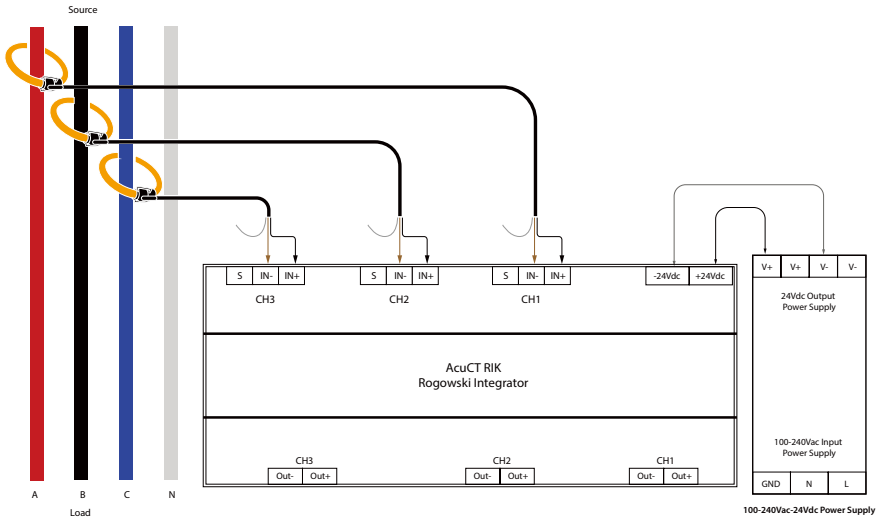 Source
S IN- IN+
CH3
S IN- IN+
CH2
S IN- IN+
CH1
-24Vdc +24Vdc
V+ V+ V- V-
24Vdc Output
Power Supply
AcuCT RIK
Rogowski Integrator
100-240Vac Input
Power Supply
CH3
Out- Out+
CH2
Out- Out+
CH1
Out- Out+
GND N L
100-240Vac-24Vdc Power Supply
A B C N
Load